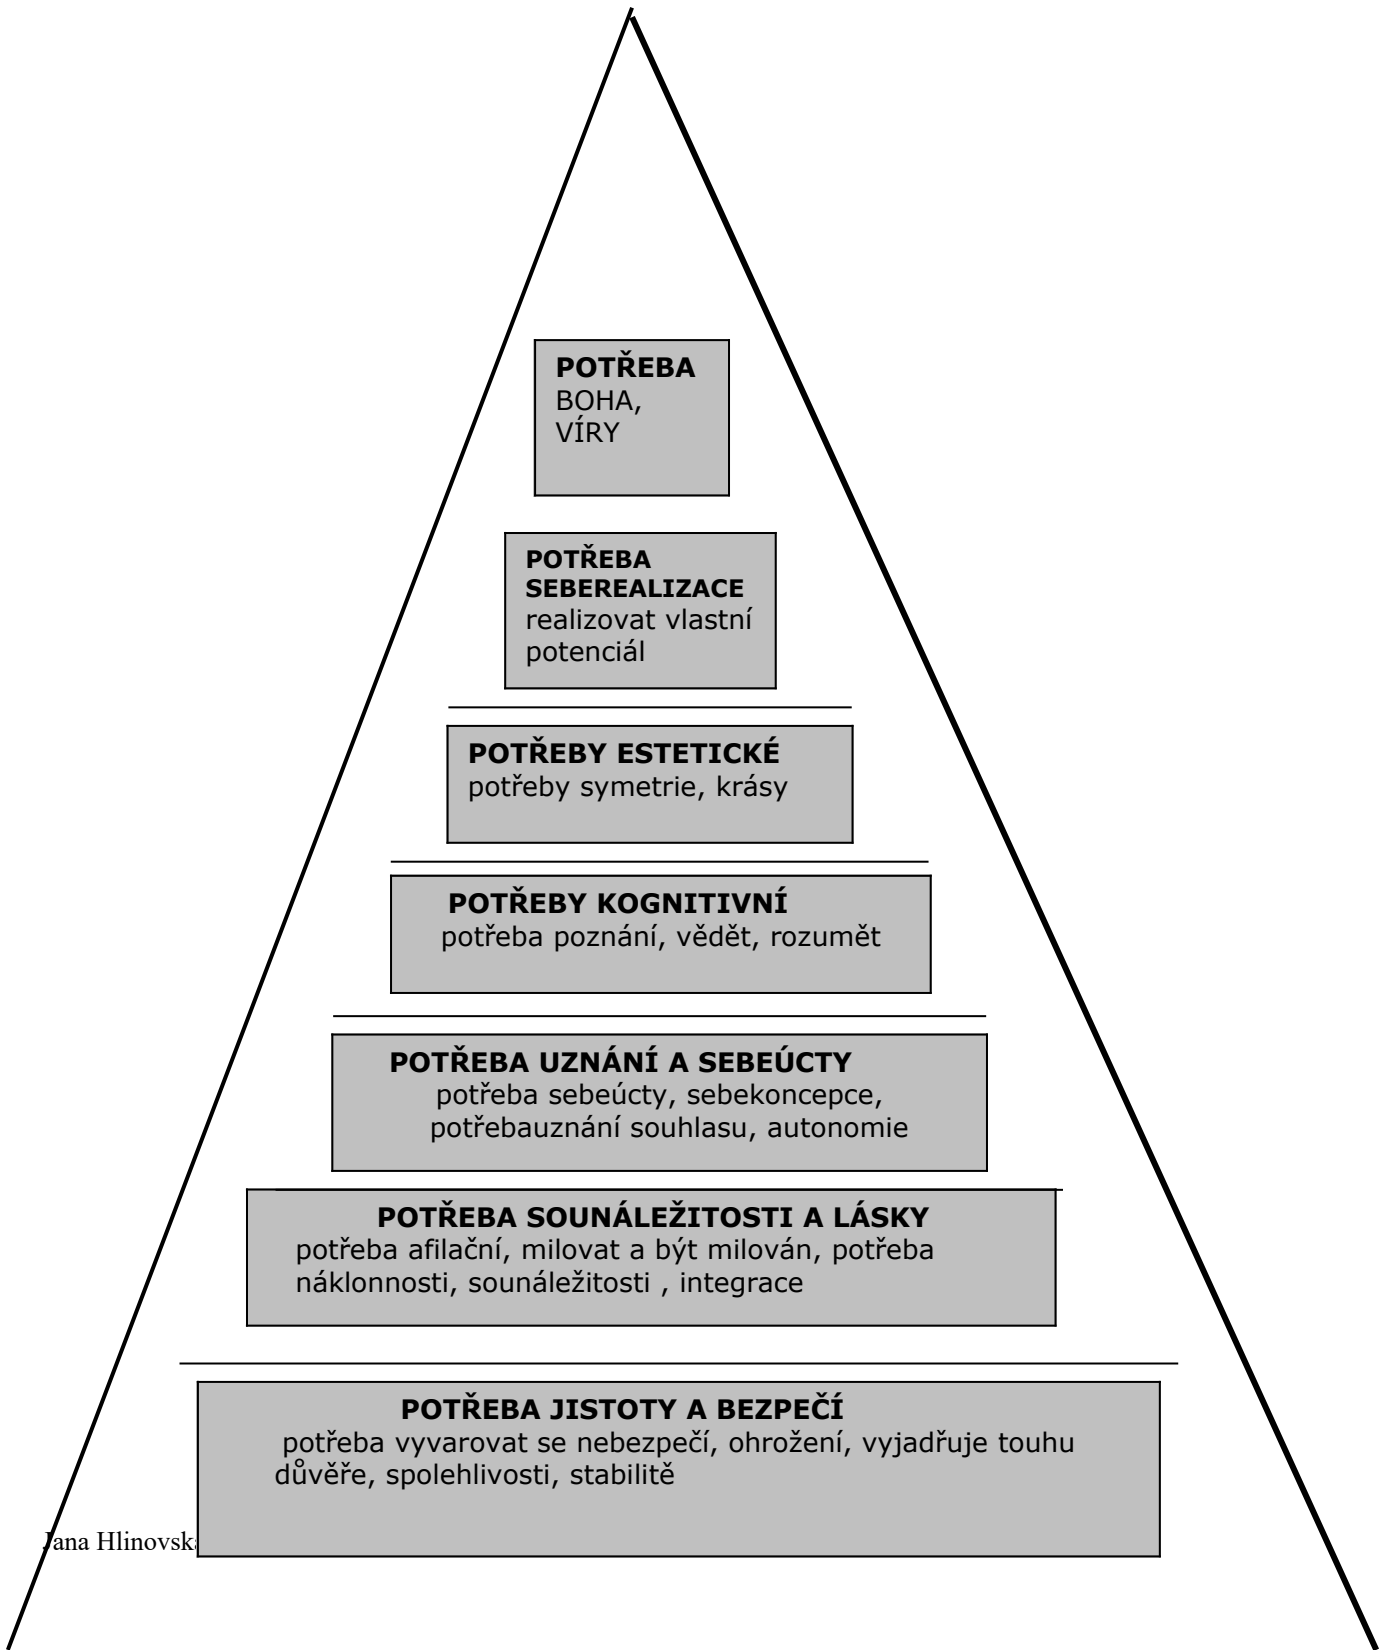 POTŘEBA
BOHA,
VÍRY
POTŘEBA
SEBEREALIZACE
realizovat vlastní
potenciál
POTŘEBY ESTETICKÉ
potřeby symetrie, krásy
POTŘEBY KOGNITIVNÍ
potřeba poznání, vědět, rozumět
POTŘEBA UZNÁNÍ A SEBEÚCTY
potřeba sebeúcty, sebekoncepce,
potřebauznání souhlasu, autonomie
POTŘEBA SOUNÁLEŽITOSTI A LÁSKY
potřeba afilační, milovat a být milován, potřeba
náklonnosti, sounáležitosti , integrace
POTŘEBA JISTOTY A BEZPEČÍ
potřeba vyvarovat se nebezpečí, ohrožení, vyjadřuje touhu
důvěře, spolehlivosti, stabilitě
Jana Hlinovska